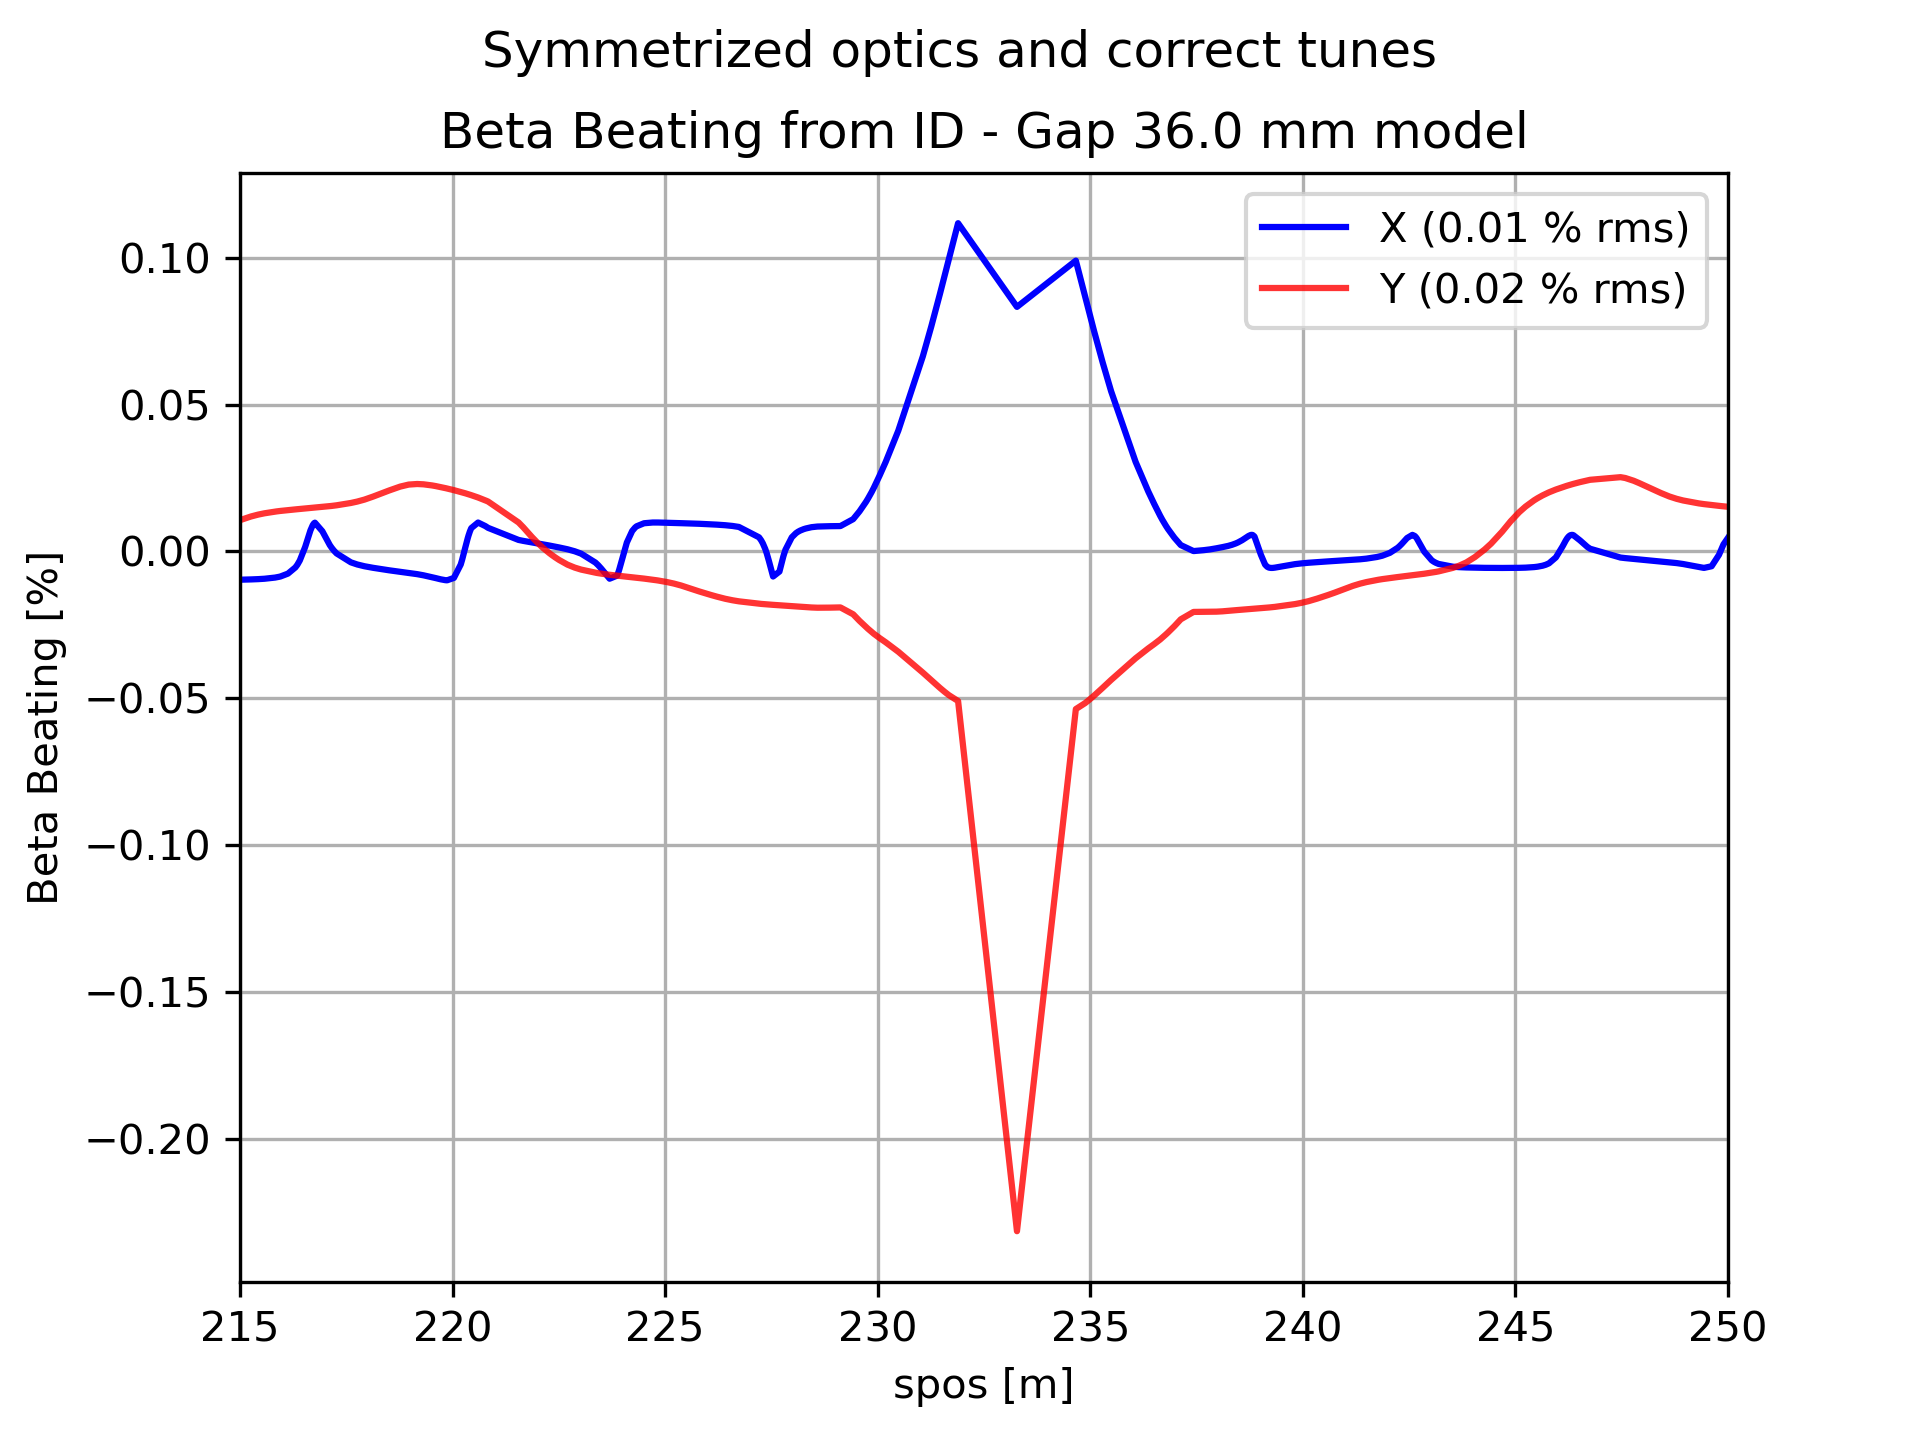 Symmetrized optics and correct tunes
Beta Beating from ID - Gap 36.0 mm model
X (0.01 % rms)
Y (0.02 % rms)
Beta Beating [%]
0.10
0.05
0.00
−0.05
−0.10
−0.15
−0.20
215 220 225 230 235 240 245 250
spos [m]